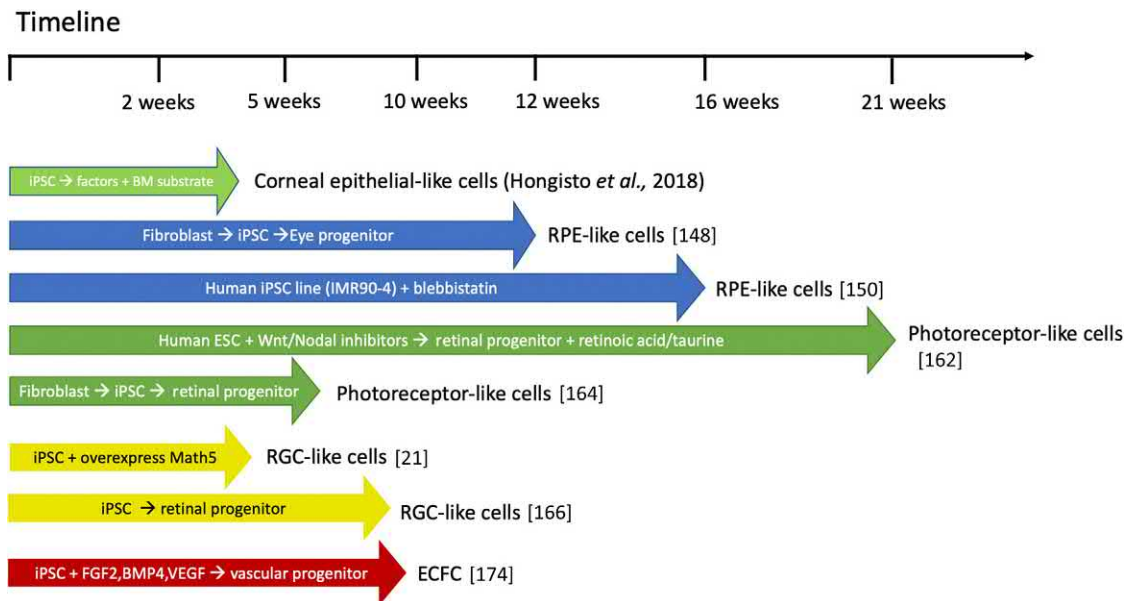 Timeline
2 weeks 5 weeks 10 weeks 12 weeks 16 weeks 21 weeks
iPSC → factors + BM substrate Corneal epithelial-like cells (Hongisto et al., 2018)
Fibroblast → iPSC →Eye progenitor RPE-like cells [148]
Human iPSC line (IMR90-4) + blebbistatin RPE-like cells [150]
Human ESC + Wnt/Nodal inhibitors → retinal progenitor + retinoic acid/taurine Photoreceptor-like cells
[162]
Fibroblast → iPSC → retinal progenitor Photoreceptor-like cells [164]
iPSC + overexpress Math5 RGC-like cells [21]
iPSC → retinal progenitor RGC-like cells [166]
iPSC + FGF2,BMP4,VEGF → vascular progenitor ECFC [174]